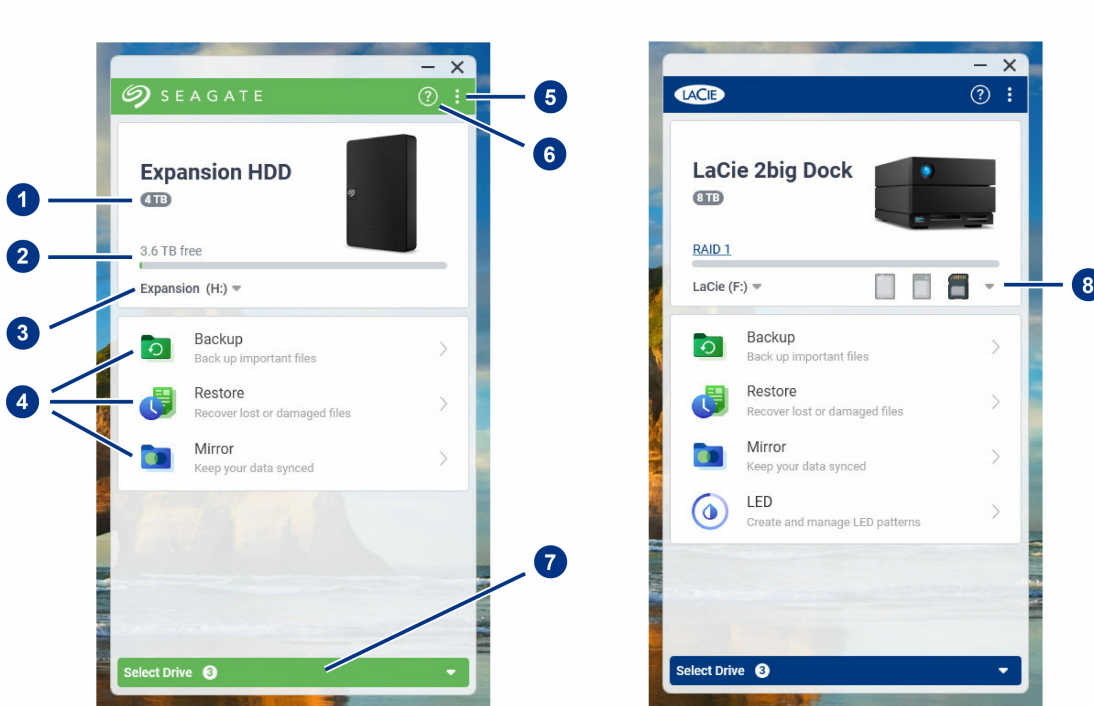 SEAGATE
?
5
6
Expansion HDD
1
4 TB
2
3.6 TB free
3
Expansion (H:)
4
Backup
Back up important files
Restore
Recover lost or damaged files
Mirror
Keep your data synced
7
Select Drive 3
LACIE
?
LaCie 2big Dock
8 TB
RAID 1
LaCie (F:)
8
Backup
Back up important files
Restore
Recover lost or damaged files
Mirror
Keep your data synced
LED
Create and manage LED patterns
Select Drive 3